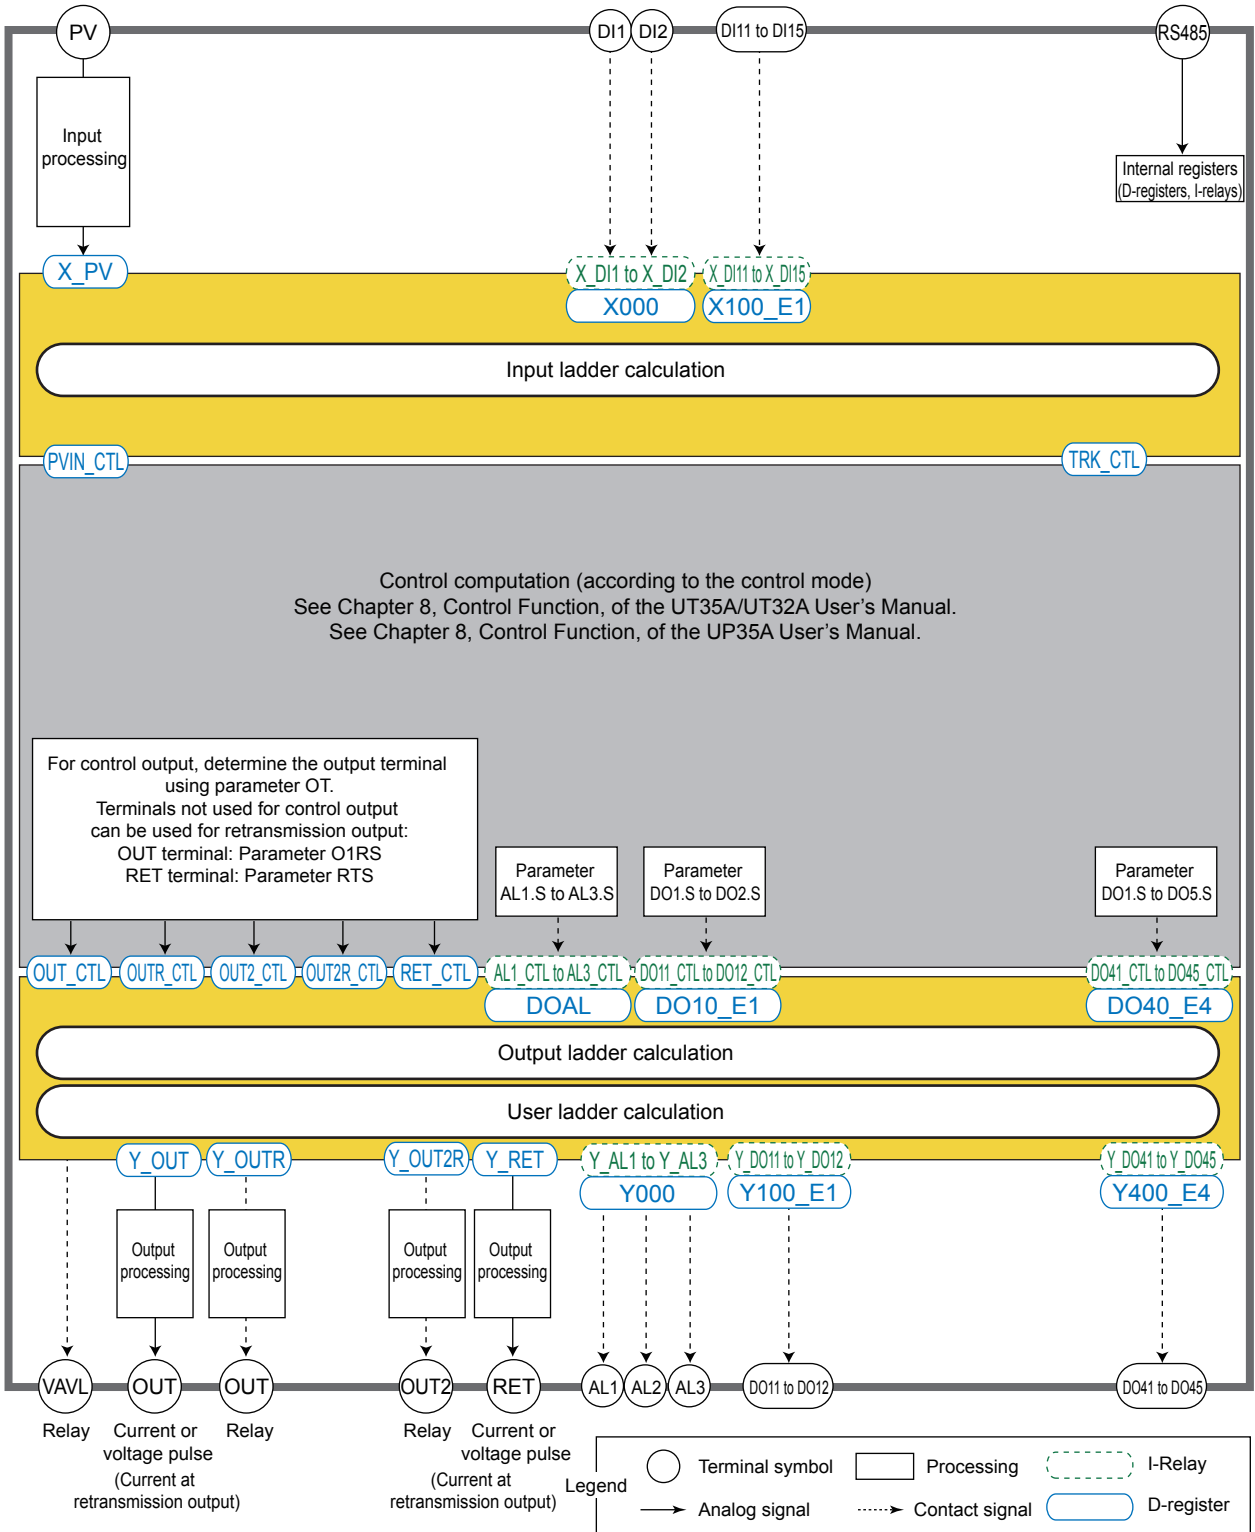 PV
DI1
DI2
DI11 to DI15
RS485
Input
processing
Internal registers
(D-registers, I-relays)
X_PV
X_DI1 to X_DI2
X_DI11 to X_DI15
X000
X100_E1
Input ladder calculation
PVIN_CTL
TRK_CTL
Control computation (according to the control mode)
See Chapter 8, Control Function, of the UT35A/UT32A User's Manual.
See Chapter 8, Control Function, of the UP35A User's Manual.
For control output, determine the output terminal
using parameter OT.
Terminals not used for control output
can be used for retransmission output:
OUT terminal: Parameter O1RS
RET terminal: Parameter RTS
Parameter
AL1.S to AL3.S
Parameter
DO1.S to DO2.S
Parameter
DO1.S to DO5.S
OUT_CTL
OUTR_CTL
OUT2_CTL
OUT2R_CTL
RET_CTL
AL1_CTL to AL3_CTL
DO11_CTL to DO12_CTL
DO41_CTL to DO45_CTL
DOAL
DO10_E1
DO40_E4
Output ladder calculation
User ladder calculation
Y_OUT
Y_OUTR
Y_OUT2R
Y_RET
Y_AL1 to Y_AL3
Y_DO11 to Y_DO12
Y_DO41 to Y_DO45
Y000
Y100_E1
Y400_E4
Output
processing
Output
processing
Output
processing
Output
processing
VAVL
OUT
OUT
OUT2
RET
AL1
AL2
AL3
DO11 to DO12
DO41 to DO45
Relay
Current or
voltage pulse
(Current at
retransmission output)
Relay
Relay
Current or
voltage pulse
(Current at
retransmission output)
Legend
Terminal symbol
Processing
I-Relay
Analog signal
Contact signal
D-register